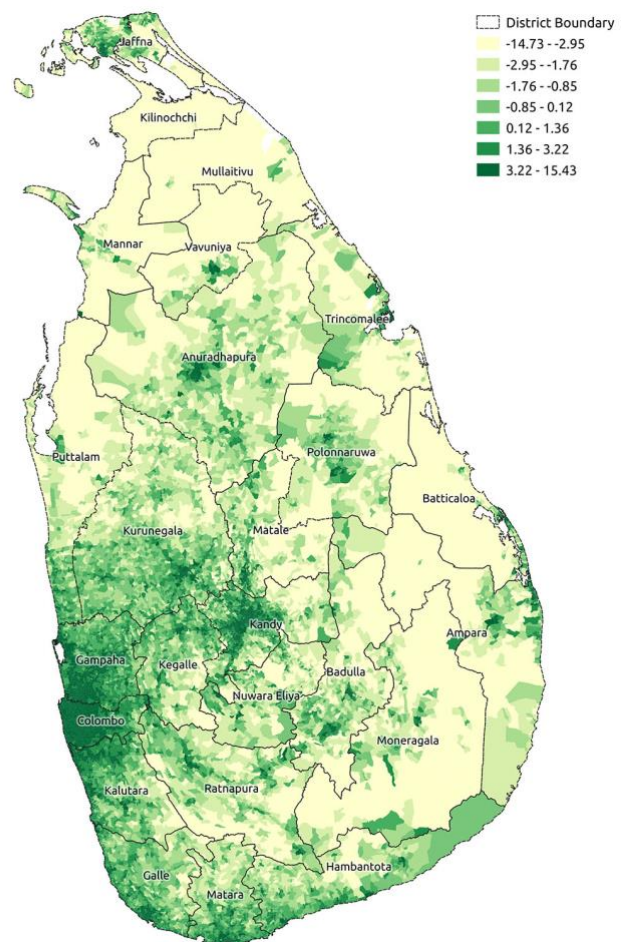 District Boundary
-14.73 - -2.95
-2.95 - -1.76
-1.76 - -0.85
-0.85 - 0.12
0.12 - 1.36
1.36 - 3.22
3.22 - 15.43
Jaffna
Kilinochchi
Mullaitivu
Mannar
Vavuniya
Trincomalee
Anuradhapura
Puttalam
Polonnaruwa
Batticaloa
Kurunegala
Matale
Kandy
Ampara
Gampaha
Kegalle
Badulla
Nuwara Eliya
Colombo
Moneragala
Kalutara
Ratnapura
Hambantota
Galle
Matara